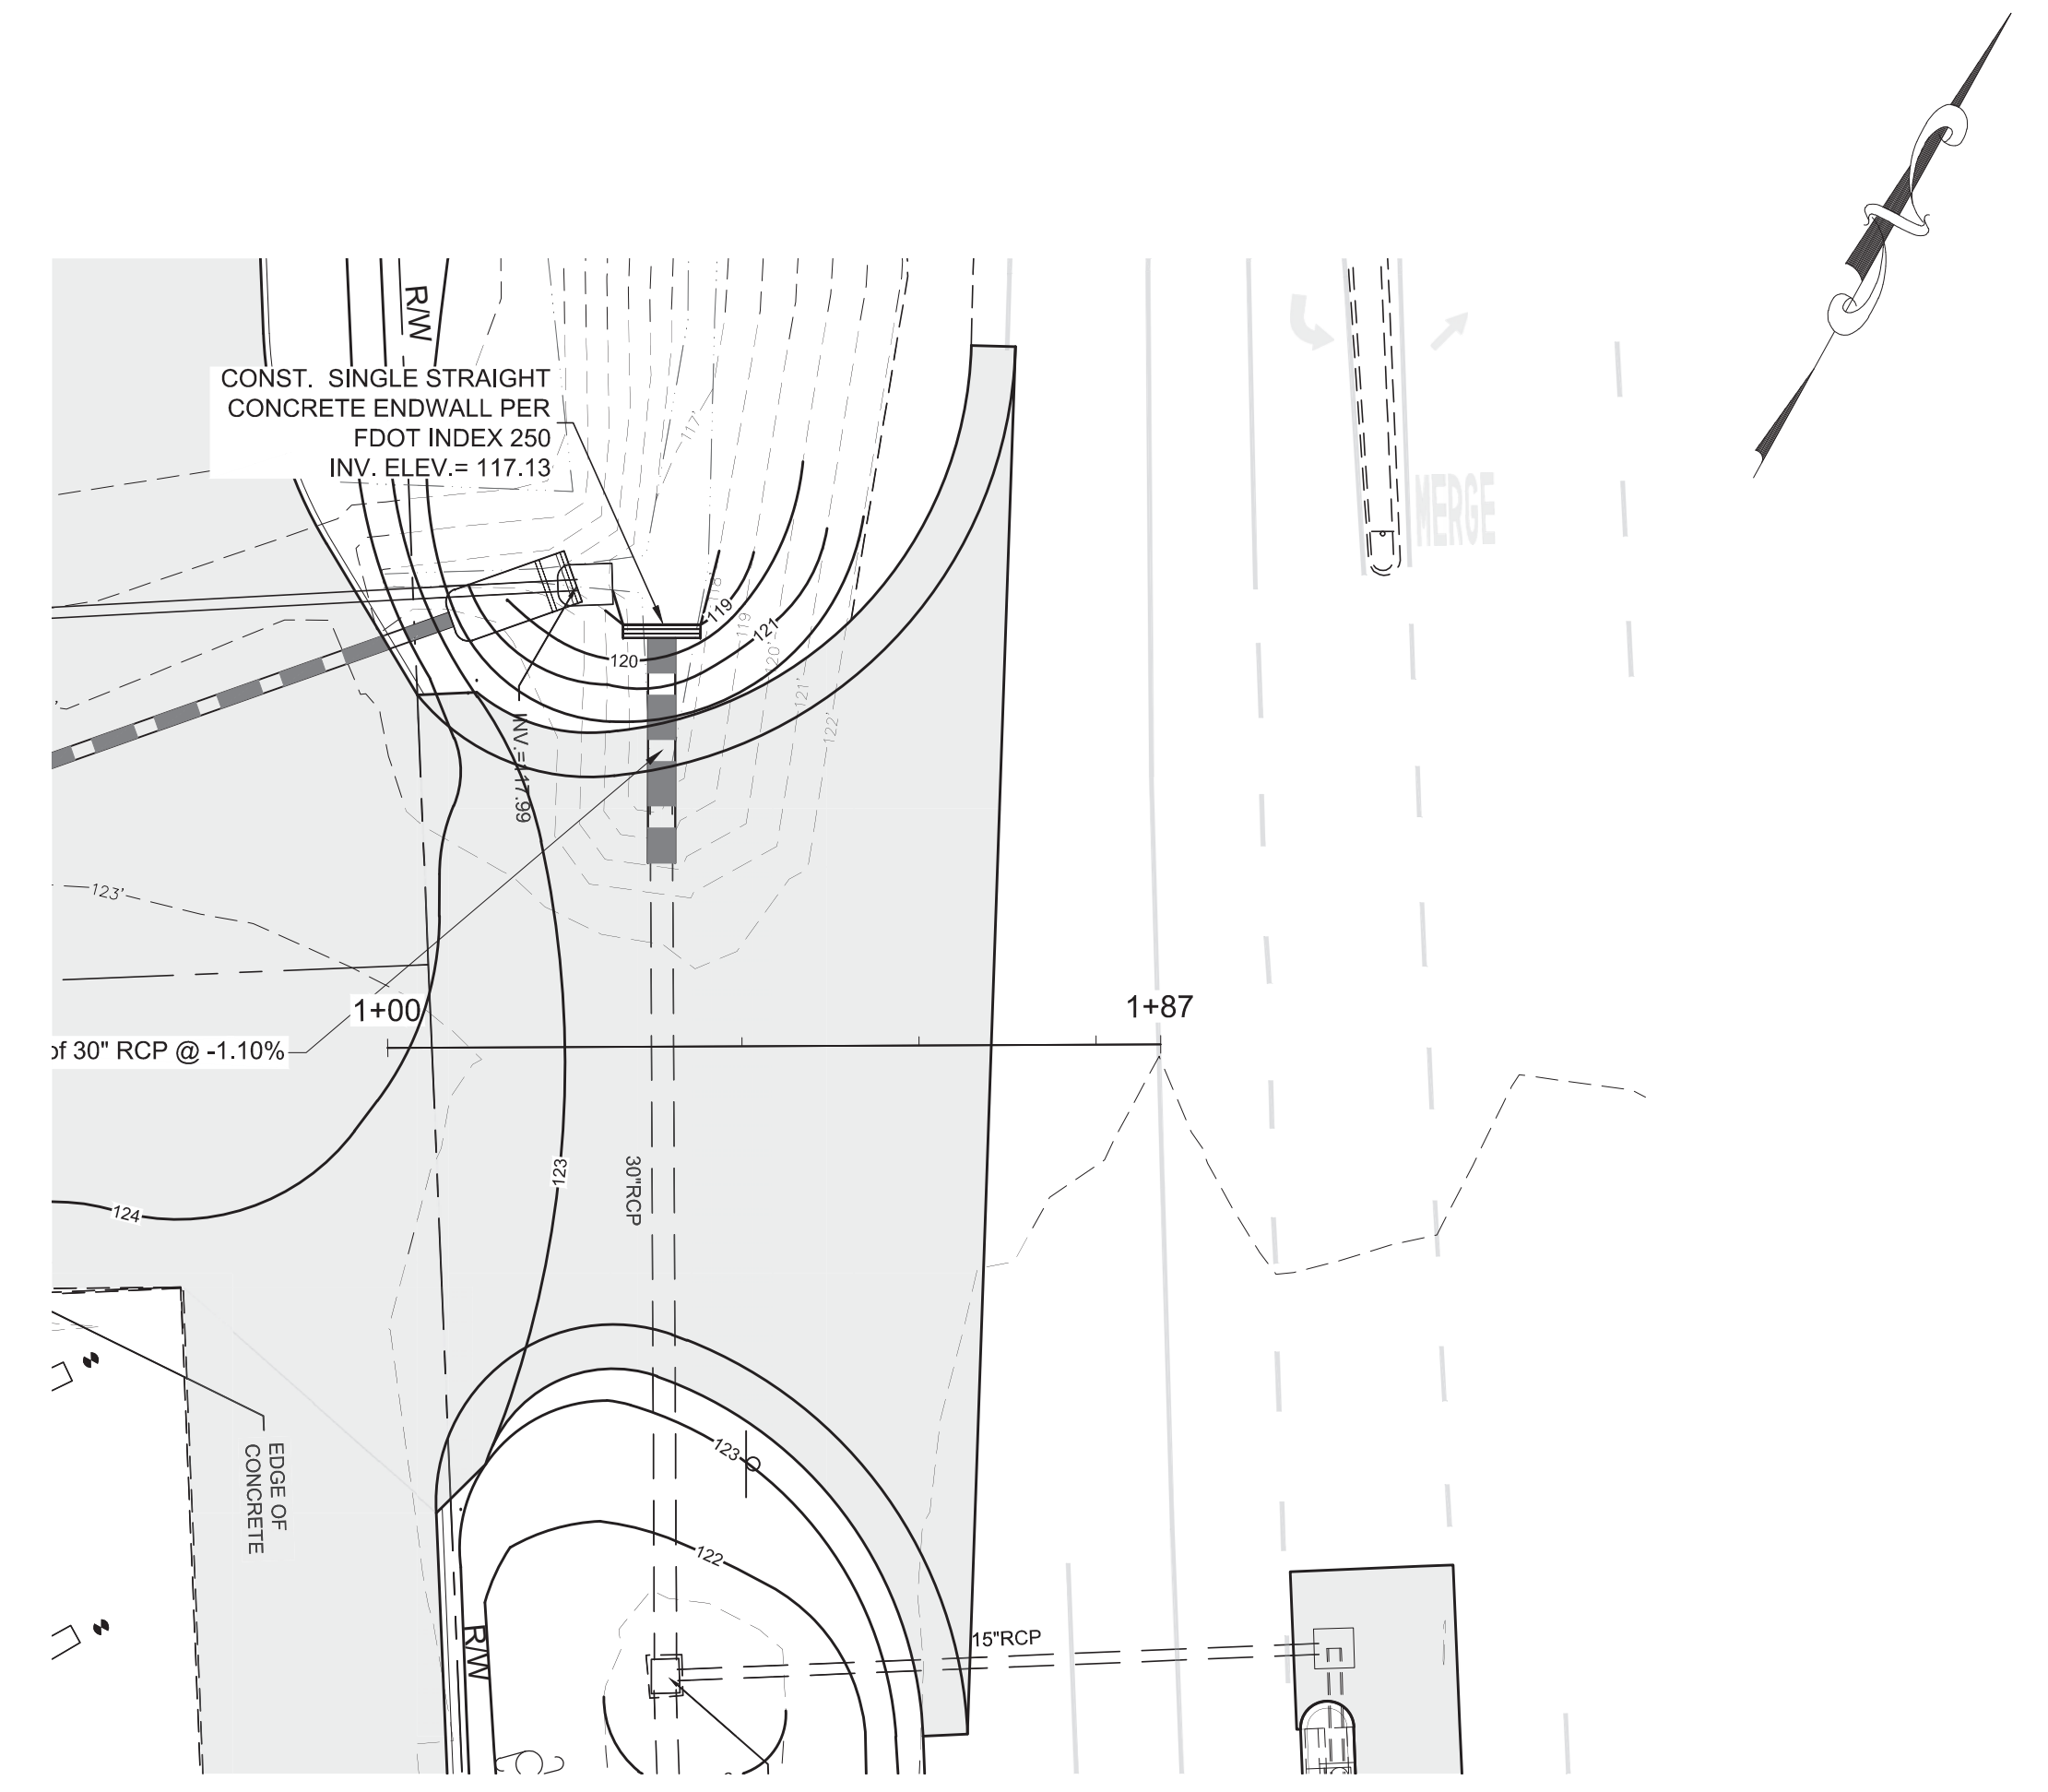 R/W
CONST. SINGLE STRAIGHT
CONCRETE ENDWALL PER
FDOT INDEX 250
INV. ELEV.= 117.13
117'
MERGE
118'
119
119'
120
121
120'
121'
122'
INV.=117.99
123'
1+00
1+87
of 30" RCP @ -1.10%
30"RCP
123
124
EDGE OF
CONCRETE
123
122
R/W
15"RCP